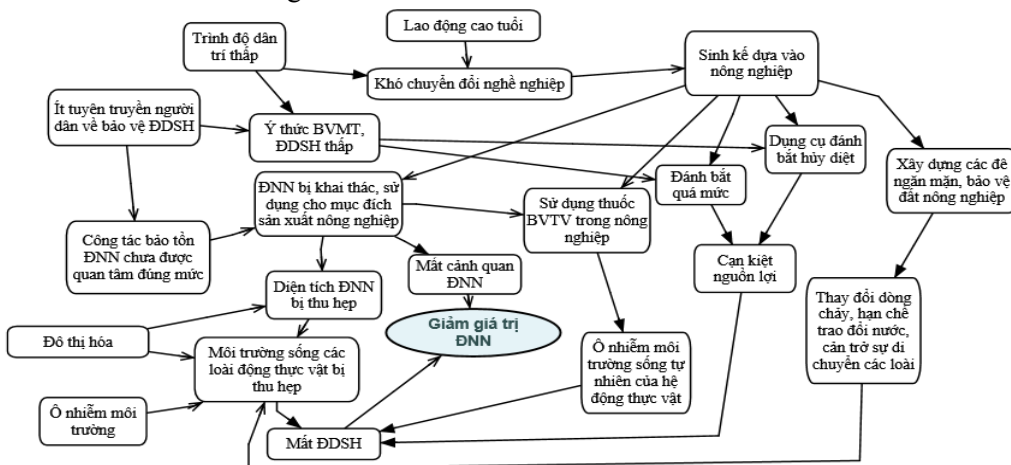 Lao động cao tuổi
Trình độ dân
trí thấp
Khó chuyển đổi nghề nghiệp
Sinh kế dựa vào
nông nghiệp
Ít tuyên truyền người
dân về bảo vệ ĐDSH
Ý thức BVMT,
ĐDSH thấp
Dụng cụ đánh
bắt hủy diệt
Đánh bắt
quá mức
Xây dựng các đê
ngăn mặn, bảo vệ
đất nông nghiệp
ĐNN bị khai thác, sử
dụng cho mục đích
sản xuất nông nghiệp
Sử dụng thuốc
BVTV trong nông
nghiệp
Công tác bảo tồn
ĐNN chưa được
quan tâm đúng mức
Mất cảnh quan
ĐNN
Cạn kiệt
nguồn lợi
Diện tích ĐNN
bị thu hẹp
Thay đổi dòng
chảy, hạn chế
trao đổi nước,
cản trở sự di
chuyển các loài
Giảm giá trị
ĐNN
Đô thị hóa
Môi trường sống các
loài động thực vật bị
thu hẹp
Ô nhiễm môi
trường sống tự
nhiên của hệ
động thực vật
Ô nhiễm môi
trường
Mất ĐDSH